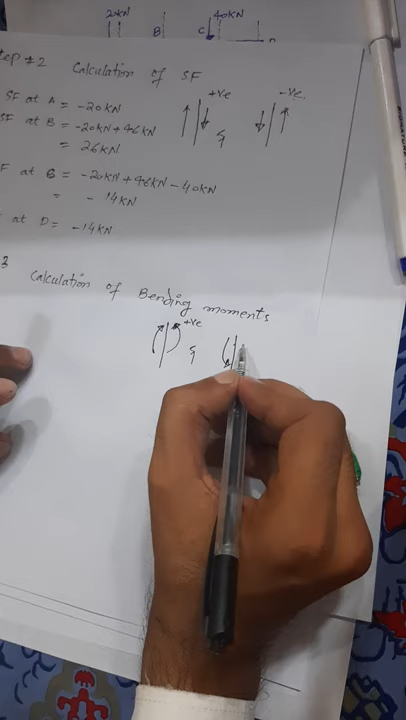 20KN
B
C
40KN
Step #2 Calculation of SF
SF at A = -20KN
SF at B = -20KN+46KN
= 26KN
+ve
-ve
at C = -20KN+46KN-40KN
= -14KN
at D = -14KN
3
Calculation of Bending moments
+ve